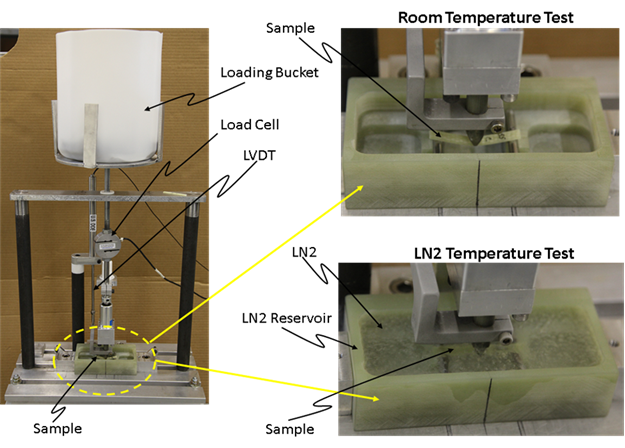 Room Temperature Test
Sample
Loading Bucket
Load Cell
LVDT
LN2 Temperature Test
LN2
LN2 Reservoir
Sample
Sample